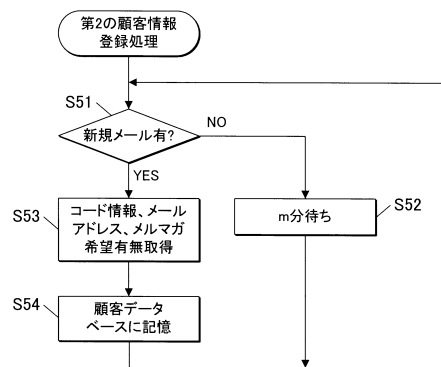 第2の顧客情報
登録処理
S51
新規メール有?
NO
YES
S53
コード情報、メール
アドレス、メルマガ
希望有無取得
m分待ち
S52
S54
顧客データ
ベースに記憶